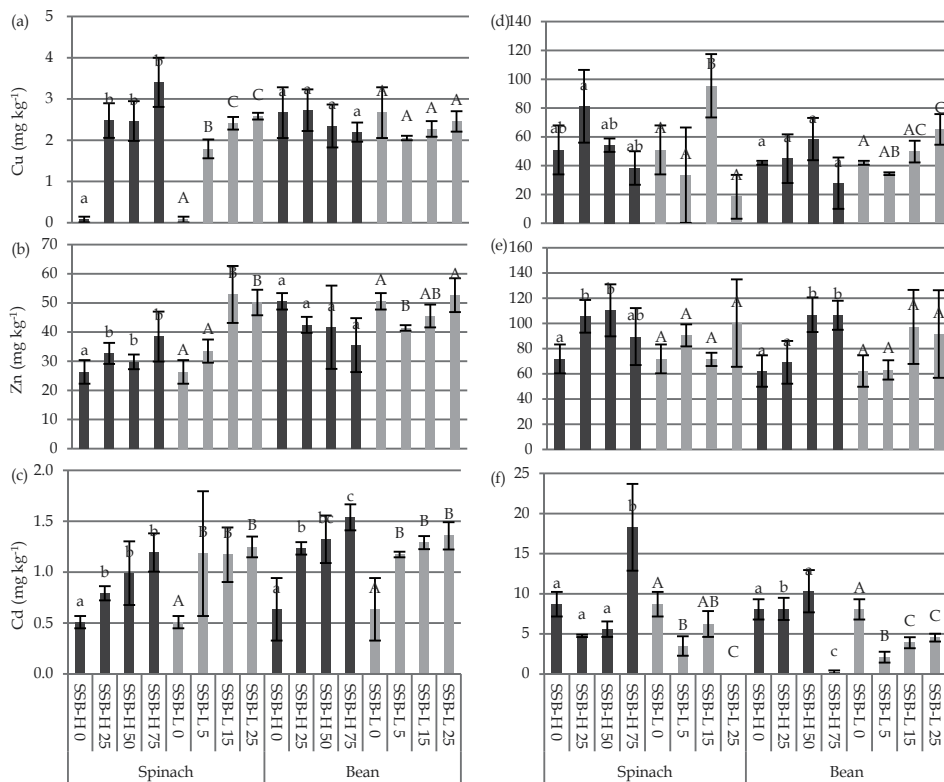 (a)
Cu (mg kg⁻¹)
5
4
3
2
1
0
a b b b A B C C a a a a A A A A
(d)
140
120
100
80
60
40
20
0
ab a ab ab A A B A a a a a A AB AC C
(b)
Zn (mg kg⁻¹)
70
60
50
40
30
20
10
0
a b b b A A B B a a a a A B AB A
(e)
160
140
120
100
80
60
40
20
0
a b b ab A A A A a a b b A A A A
(c)
Cd (mg kg⁻¹)
2.0
1.5
1.0
0.5
0.0
a b b b A B B B a b bc c A B B B
SSB-H 0
SSB-H 25
SSB-H 50
SSB-H 75
SSB-L 0
SSB-L 5
SSB-L 15
SSB-L 25
SSB-H 0
SSB-H 25
SSB-H 50
SSB-H 75
SSB-L 0
SSB-L 5
SSB-L 15
SSB-L 25
Spinach Bean
(f)
25
20
15
10
5
0
a a a b A B AB C a b a c A B C C
SSB-H 0
SSB-H 25
SSB-H 50
SSB-H 75
SSB-L 0
SSB-L 5
SSB-L 15
SSB-L 25
SSB-H 0
SSB-H 25
SSB-H 50
SSB-H 75
SSB-L 0
SSB-L 5
SSB-L 15
SSB-L 25
Spinach Bean